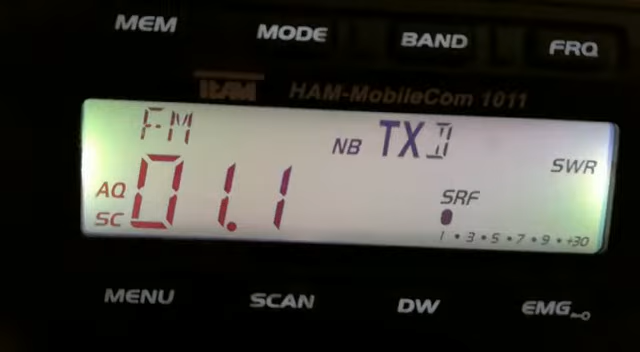 MEM MODE BAND FRQ
TEAM HAM-MobileCom 1011
FM NB TX SWR
AQ 01.1 SRF
SC 1 • 3 • 5 • 7 • 9 • +30
MENU SCAN DW EMG